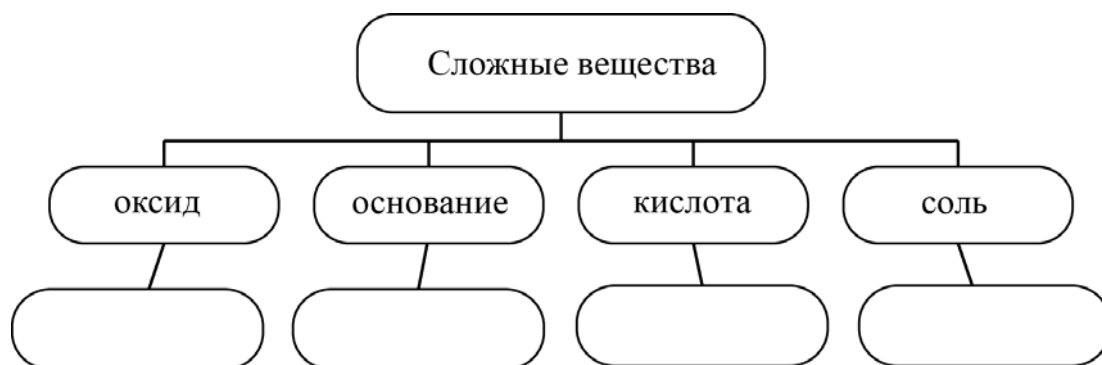 Сложные вещества
оксид
основание
кислота
соль